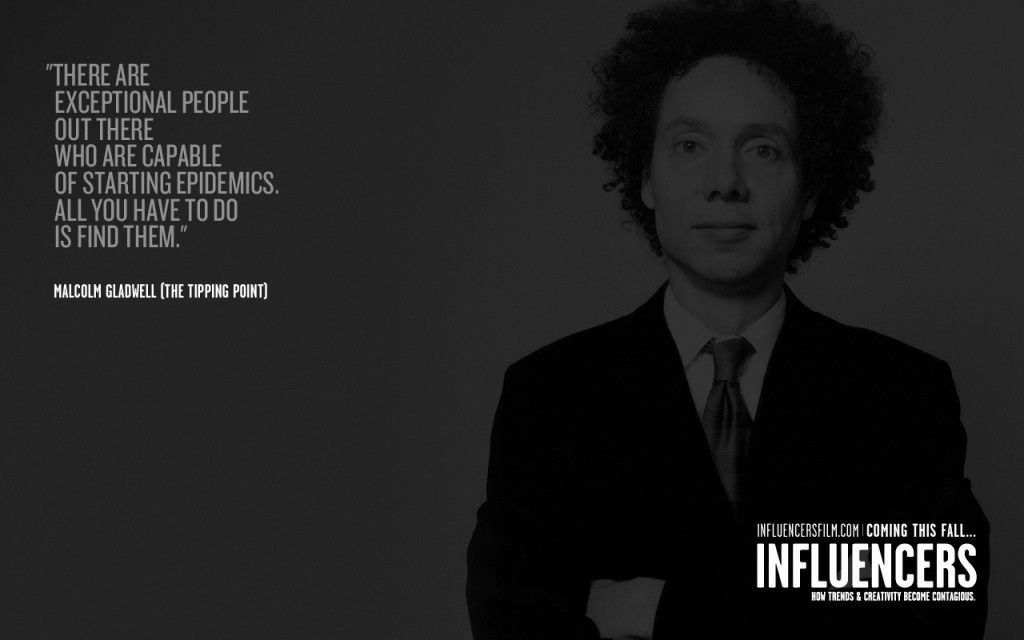 "THERE ARE
EXCEPTIONAL PEOPLE
OUT THERE
WHO ARE CAPABLE
OF STARTING EPIDEMICS.
ALL YOU HAVE TO DO
IS FIND THEM."
MALCOLM GLADWELL (THE TIPPING POINT)
INFLUENCERSFILM.COM | COMING THIS FALL...
INFLUENCERS
HOW TRENDS & CREATIVITY BECOME CONTAGIOUS.